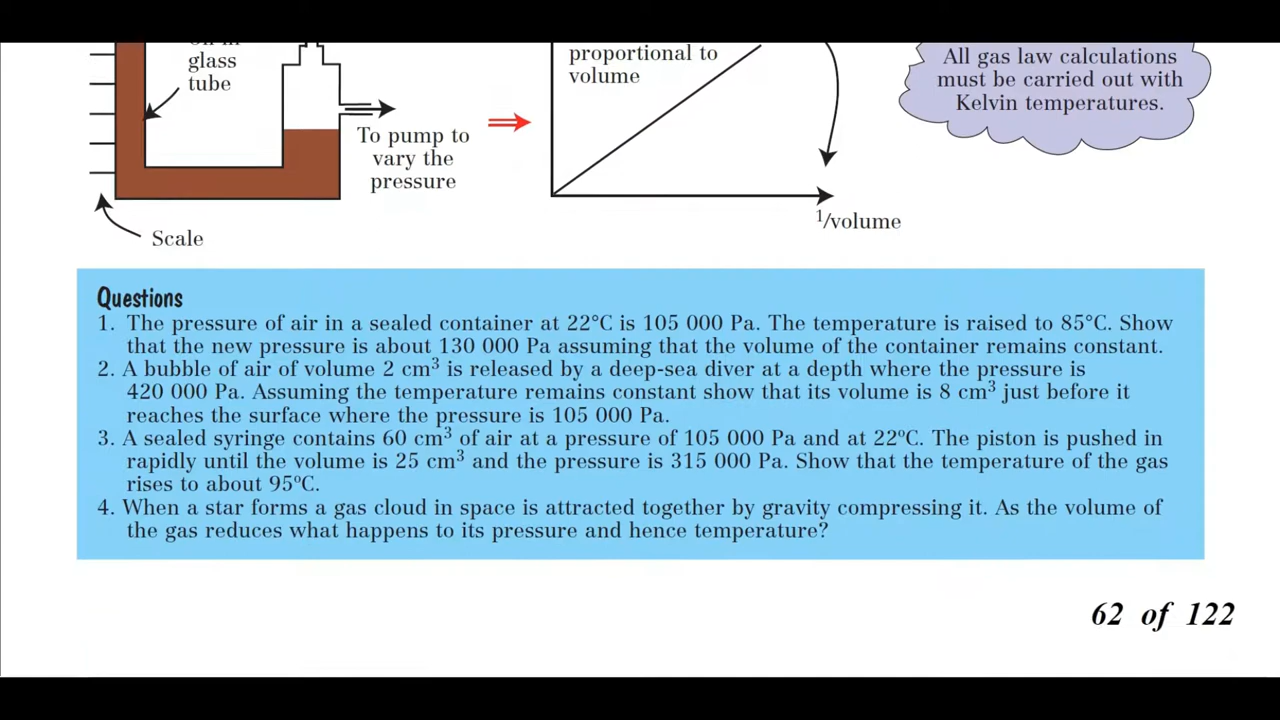 glass
tube
To pump to
vary the
pressure
Scale
proportional to
volume
1/volume
All gas law calculations
must be carried out with
Kelvin temperatures.
Questions
1. The pressure of air in a sealed container at 22°C is 105 000 Pa. The temperature is raised to 85°C. Show
that the new pressure is about 130 000 Pa assuming that the volume of the container remains constant.
2. A bubble of air of volume 2 cm³ is released by a deep-sea diver at a depth where the pressure is
420 000 Pa. Assuming the temperature remains constant show that its volume is 8 cm³ just before it
reaches the surface where the pressure is 105 000 Pa.
3. A sealed syringe contains 60 cm³ of air at a pressure of 105 000 Pa and at 22ºC. The piston is pushed in
rapidly until the volume is 25 cm³ and the pressure is 315 000 Pa. Show that the temperature of the gas
rises to about 95ºC.
4. When a star forms a gas cloud in space is attracted together by gravity compressing it. As the volume of
the gas reduces what happens to its pressure and hence temperature?
62 of 122